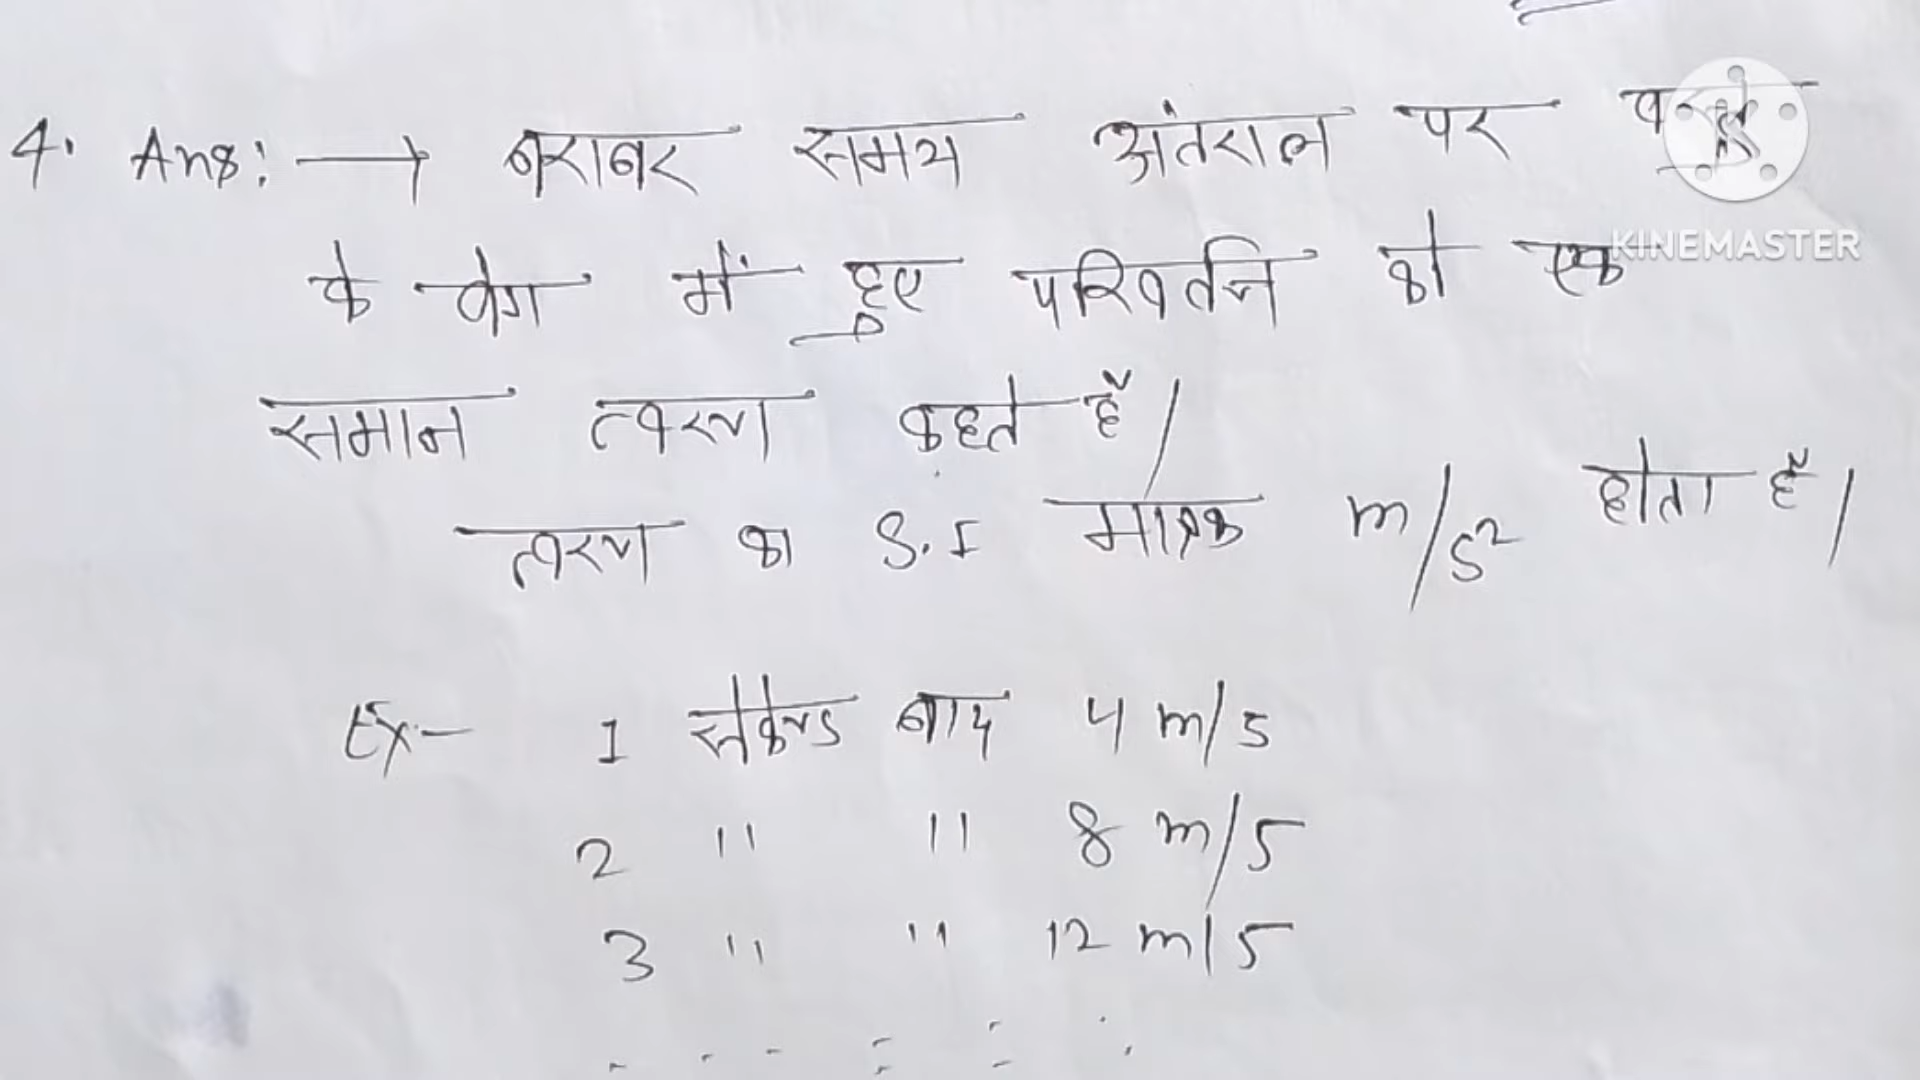 4. Ans: → बराबर समय अंतराल पर
के वेग में हुए परिवर्तन को एक
समान त्वरण कहते हैं।
त्वरण का S.I मात्रक m/s² होता हैं।
Ex- 1 सेकेण्ड बाद 4 m/s
2 " " 8 m/s
3 " " 12 m/s
KINEMASTER